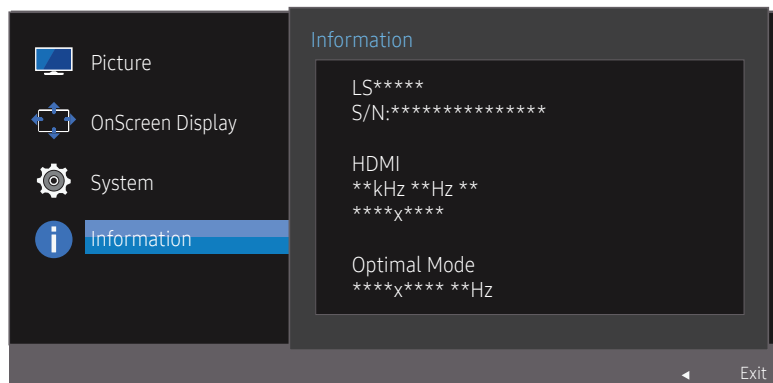 Picture
OnScreen Display
System
Information
Information
LS*****
S/N:***************
HDMI
**kHz **Hz **
****x****
Optimal Mode
****x**** **Hz
Exit